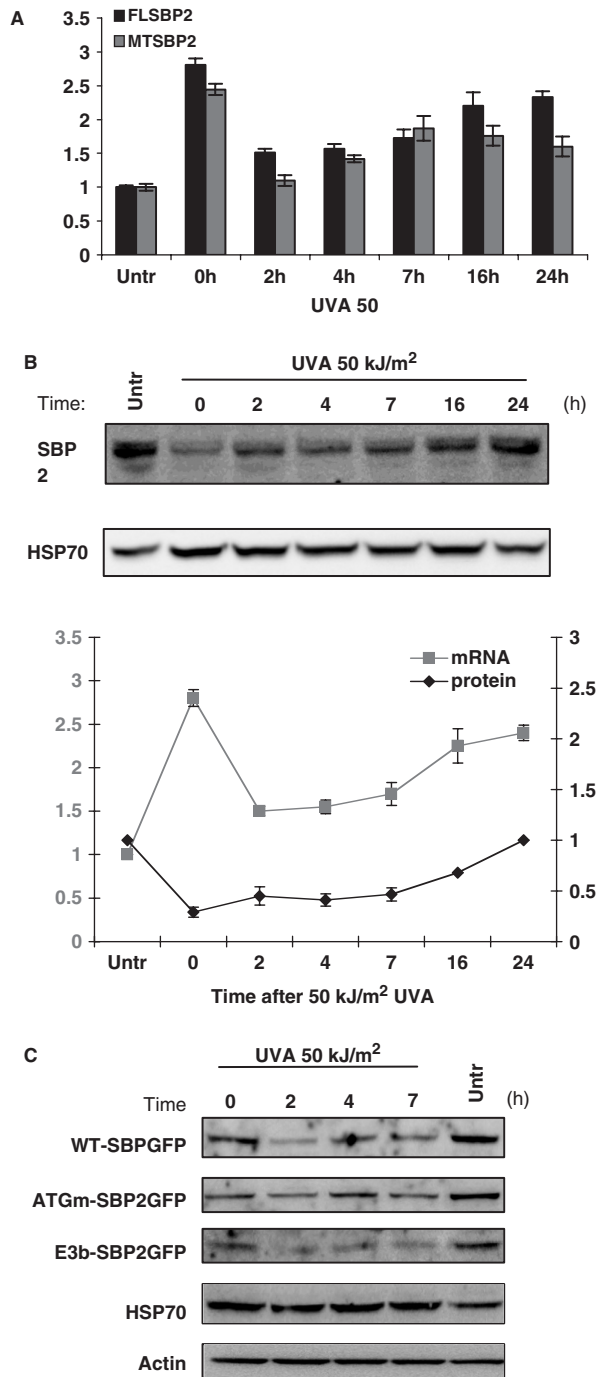 A
FLSBP2
MTSBP2
3.5
3
2.5
2
1.5
1
0.5
0
Untr 0h 2h 4h 7h 16h 24h
UVA 50
B
UVA 50 kJ/m²
Untr
Time: 0 2 4 7 16 24 (h)
SBP
2
HSP70
3.5
3
2.5
2
1.5
1
0.5
0
mRNA
protein
3
2.5
2
1.5
1
0.5
0
Untr 0 2 4 7 16 24
Time after 50 kJ/m² UVA
C
UVA 50 kJ/m²
Untr
Time 0 2 4 7 (h)
WT-SBPGFP
ATGm-SBP2GFP
E3b-SBP2GFP
HSP70
Actin